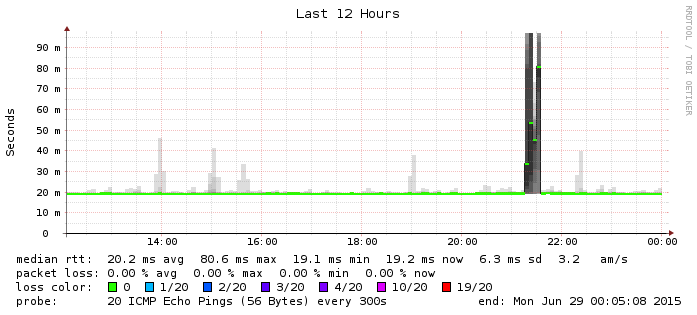 Last 12 Hours
RRDTOOL / TOBI OETIKER
Seconds
90 m
80 m
70 m
60 m
50 m
40 m
30 m
20 m
10 m
0
14:00 16:00 18:00 20:00 22:00 00:00
median rtt: 20.2 ms avg 80.6 ms max 19.1 ms min 19.2 ms now 6.3 ms sd 3.2 am/s
packet loss: 0.00 % avg 0.00 % max 0.00 % min 0.00 % now
loss color: 0 1/20 2/20 3/20 4/20 10/20 19/20
probe: 20 ICMP Echo Pings (56 Bytes) every 300s end: Mon Jun 29 00:05:08 2015